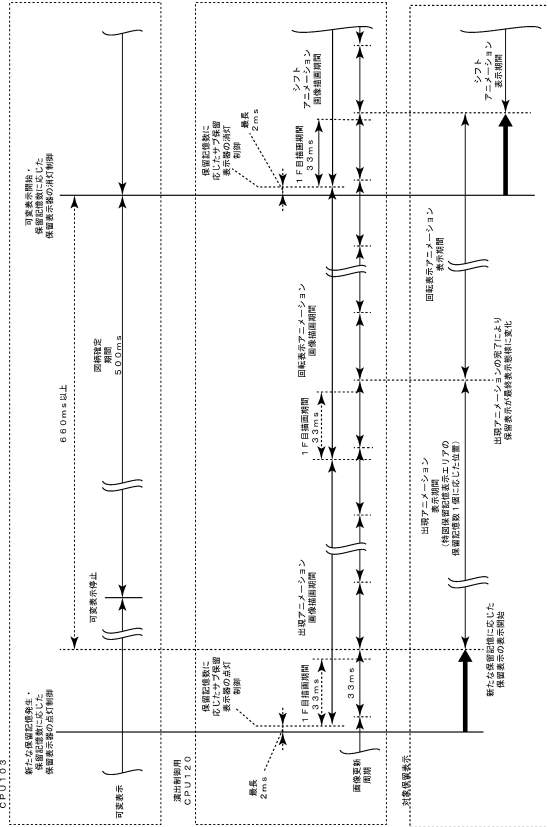 CPU103
新たな保留記憶発生・
保留記憶数に応じた
保留表示器の点灯制御
可変表示開始・
保留記憶数に応じた
保留表示器の消灯制御
660ms以上
図柄確定
期間
500ms
可変表示停止
可変表示
演出制御用
CPU120
保留記憶数に
応じたサブ保留
表示器の点灯
制御
最長
2ms
1F目描画期間
33ms
33ms
出現アニメーション
画像描画期間
1F目描画期間
33ms
回転表示アニメーション
画像描画期間
保留記憶数に
応じたサブ保留
表示器の消灯
制御
最長
2ms
1F目描画期間
33ms
シフト
アニメーション
画像描画期間
画像更新
周期
対象保留表示
新たな保留記憶に応じた
保留表示の表示開始
出現アニメーション
表示期間
(特図保留記憶表示エリアの
保留記憶数1個に応じた位置)
出現アニメーションの完了により
保留表示が最終表示態様に変化
回転表示アニメーション
表示期間
シフト
アニメーション
表示期間